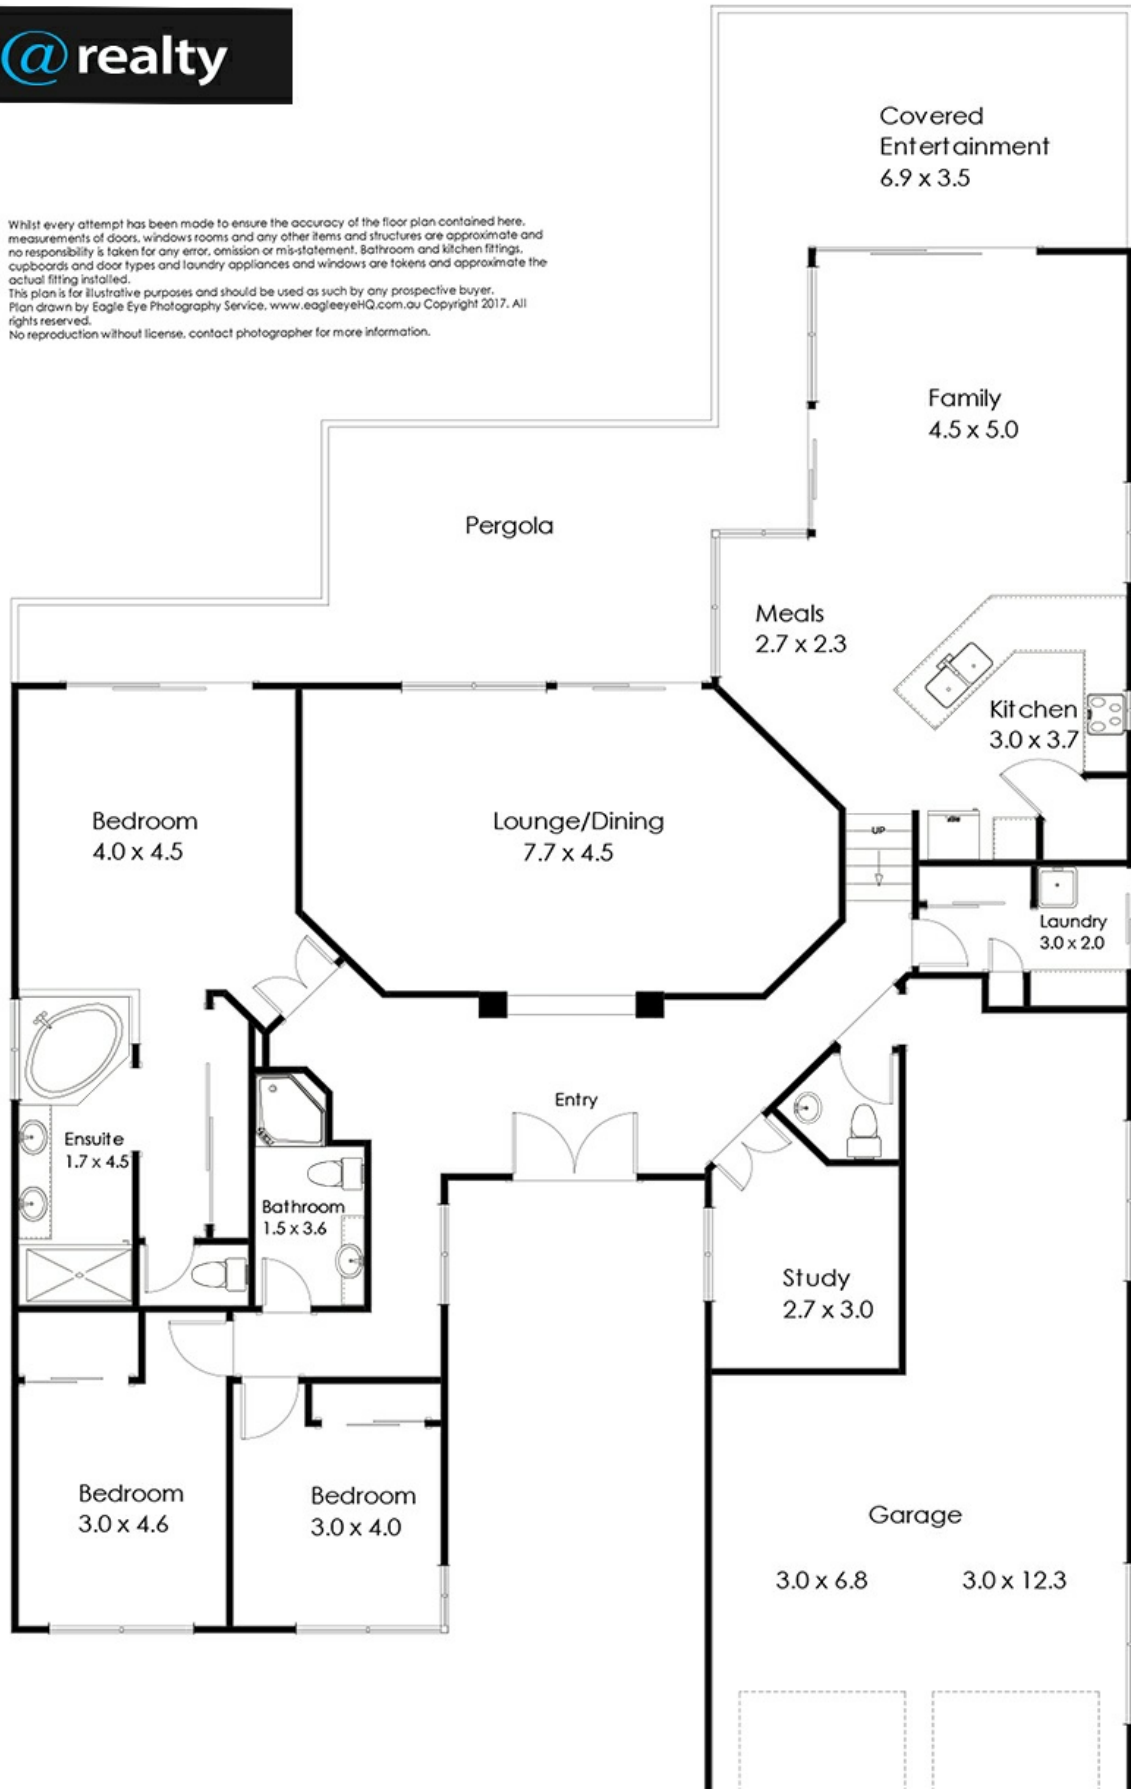 @realty
Covered
Entertainment
6.9 x 3.5
Whilst every attempt has been made to ensure the accuracy of the floor plan contained here,
measurements of doors, windows rooms and any other items and structures are approximate and
no responsibility is taken for any error, omission or mis-statement. Bathroom and kitchen fittings,
cupboards and door types and laundry appliances and windows are tokens and approximate the
actual fitting installed.
This plan is for illustrative purposes and should be used as such by any prospective buyer.
Plan drawn by Eagle Eye Photography Service, www.eagleeyeHQ.com.au Copyright 2017. All
rights reserved.
No reproduction without license, contact photographer for more information.
Family
4.5 x 5.0
Pergola
Meals
2.7 x 2.3
Kitchen
3.0 x 3.7
Bedroom
4.0 x 4.5
Lounge/Dining
7.7 x 4.5
UP
Laundry
3.0 x 2.0
Entry
Ensuite
1.7 x 4.5
Bathroom
1.5 x 3.6
Study
2.7 x 3.0
Bedroom
3.0 x 4.6
Bedroom
3.0 x 4.0
Garage
3.0 x 6.8
3.0 x 12.3